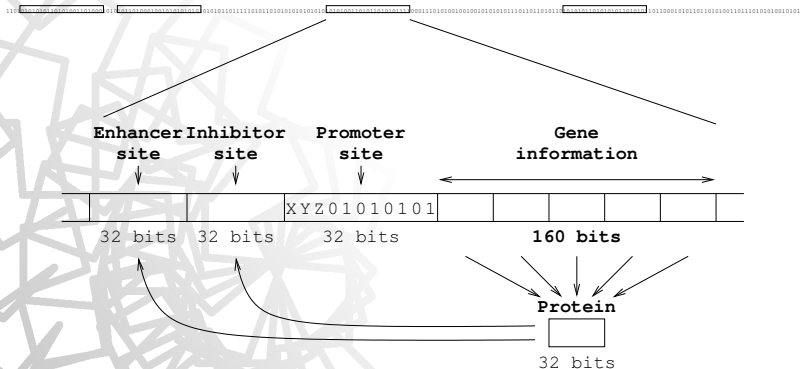 Enhancer Inhibitor Promoter Gene
site site site information
XYZ01010101
32 bits 32 bits 32 bits 160 bits
Protein
32 bits